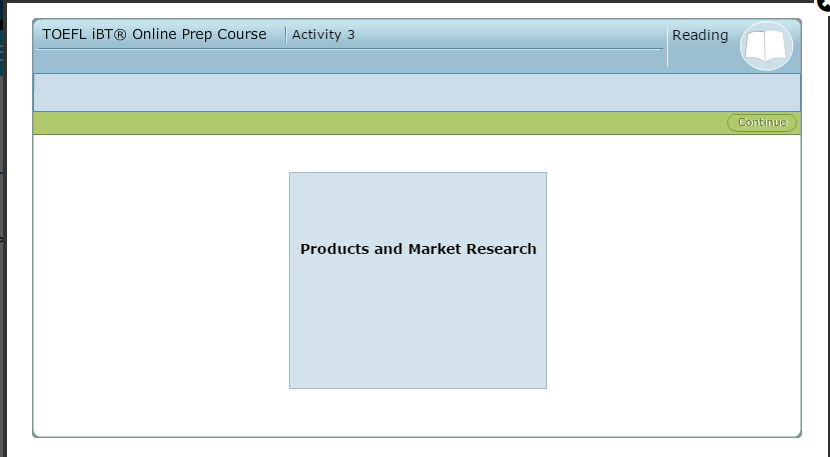 TOEFL iBT® Online Prep Course
Activity 3
Reading
Continue
Products and Market Research